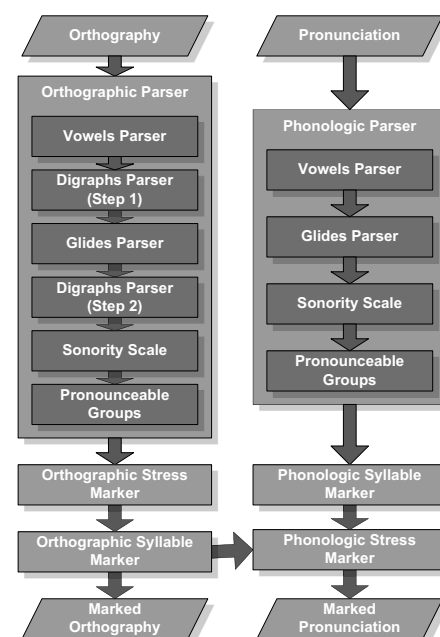 Orthography
Orthographic Parser
Vowels Parser
Digraphs Parser
(Step 1)
Glides Parser
Digraphs Parser
(Step 2)
Sonority Scale
Pronounceable
Groups
Orthographic Stress
Marker
Orthographic Syllable
Marker
Marked
Orthography
Pronunciation
Phonologic Parser
Vowels Parser
Glides Parser
Sonority Scale
Pronounceable
Groups
Phonologic Syllable
Marker
Phonologic Stress
Marker
Marked
Pronunciation